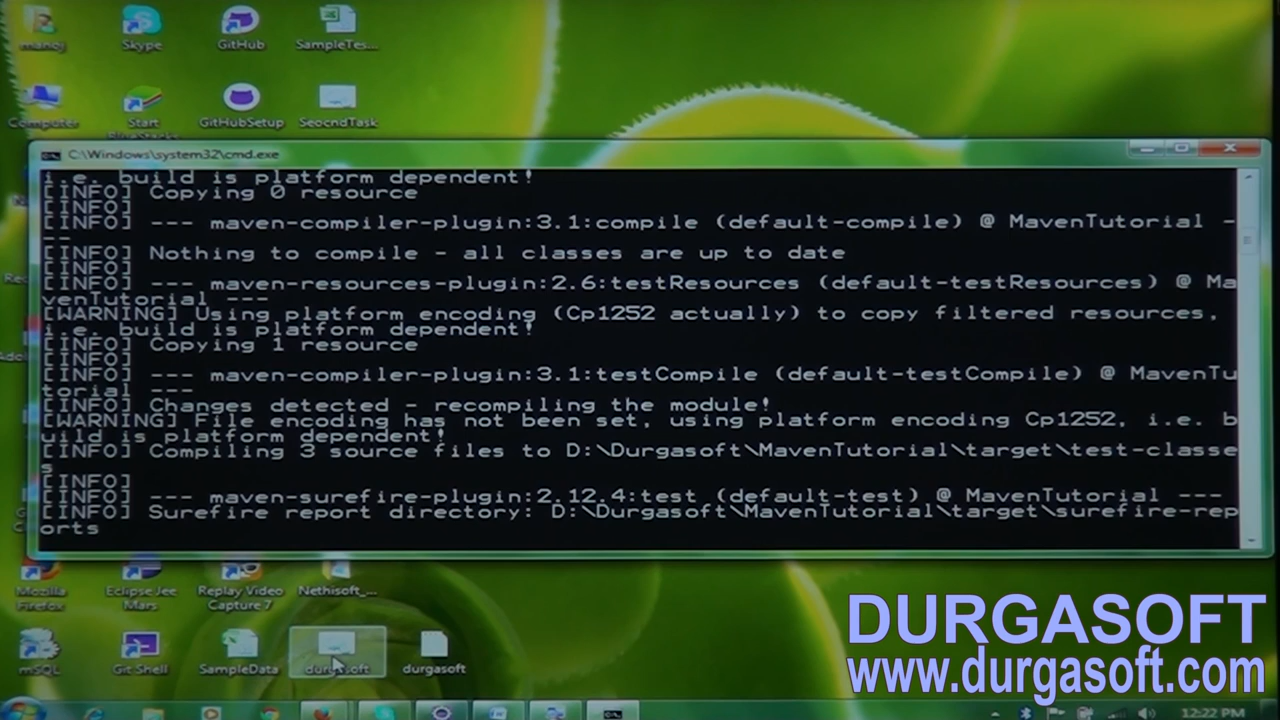 manoj
Skype
GitHub
SampleTes...
Computer
Start
GitHubSetup
SeocndTask
C:\Windows\system32\cmd.exe
i.e. build is platform dependent!
[INFO] Copying 0 resource
[INFO]
[INFO] --- maven-compiler-plugin:3.1:compile (default-compile) @ MavenTutorial -
--
[INFO] Nothing to compile - all classes are up to date
[INFO]
[INFO] --- maven-resources-plugin:2.6:testResources (default-testResources) @ Ma
venTutorial ---
[WARNING] Using platform encoding (Cp1252 actually) to copy filtered resources,
i.e. build is platform dependent!
[INFO] Copying 1 resource
[INFO]
[INFO] --- maven-compiler-plugin:3.1:testCompile (default-testCompile) @ MavenTu
torial ---
[INFO] Changes detected - recompiling the module!
[WARNING] File encoding has not been set, using platform encoding Cp1252, i.e. b
uild is platform dependent!
[INFO] Compiling 3 source files to D:\Durgasoft\MavenTutorial\target\test-classe
s
[INFO]
[INFO] --- maven-surefire-plugin:2.12.4:test (default-test) @ MavenTutorial ---
[INFO] Surefire report directory: D:\Durgasoft\MavenTutorial\target\surefire-rep
orts
Mozilla
Firefox
Eclipse Jee
Mars
Replay Video
Capture 7
Nethisoft_...
mSQL
Git Shell
SampleData
durgasoft
durgasoft
DURGASOFT
www.durgasoft.com
12:22 PM